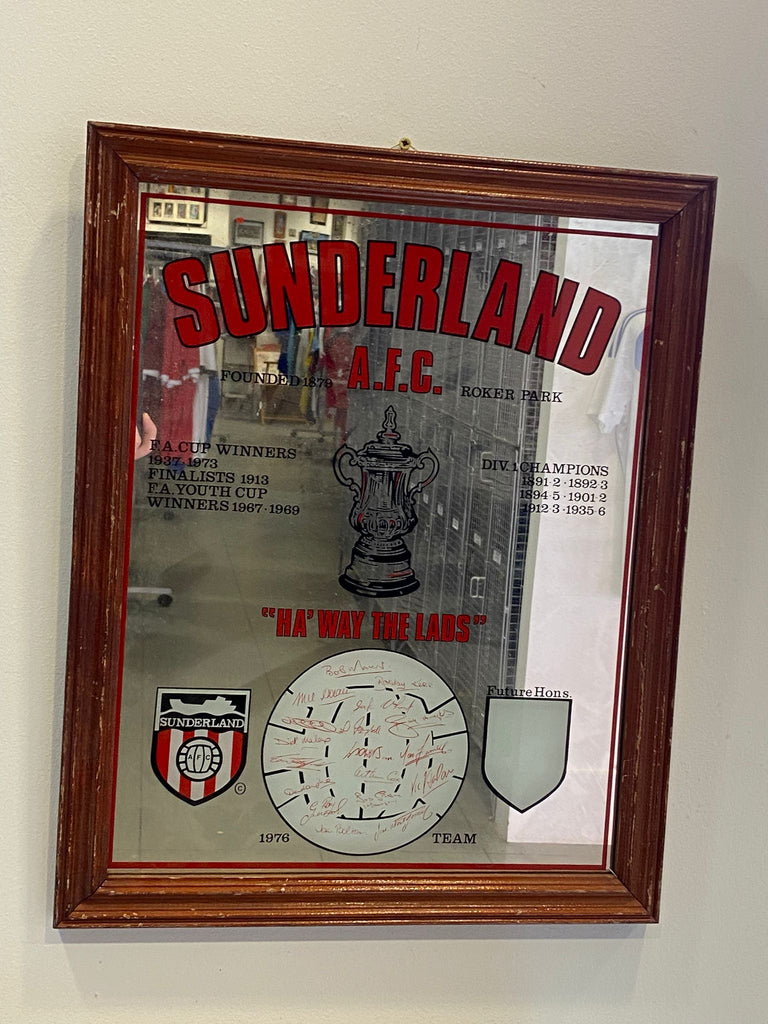 SUNDERLAND
A.F.C.
FOUNDED 1879
ROKER PARK
F.A. CUP WINNERS
1937·1973
FINALISTS 1913
F.A. YOUTH CUP
WINNERS 1967·1969
DIV. 1 CHAMPIONS
1891·2·1892·3
1894·5·1901·2
1912 3·1935·6
"HA' WAY THE LADS"
SUNDERLAND
A F C
©
Future Hons.
1976
TEAM